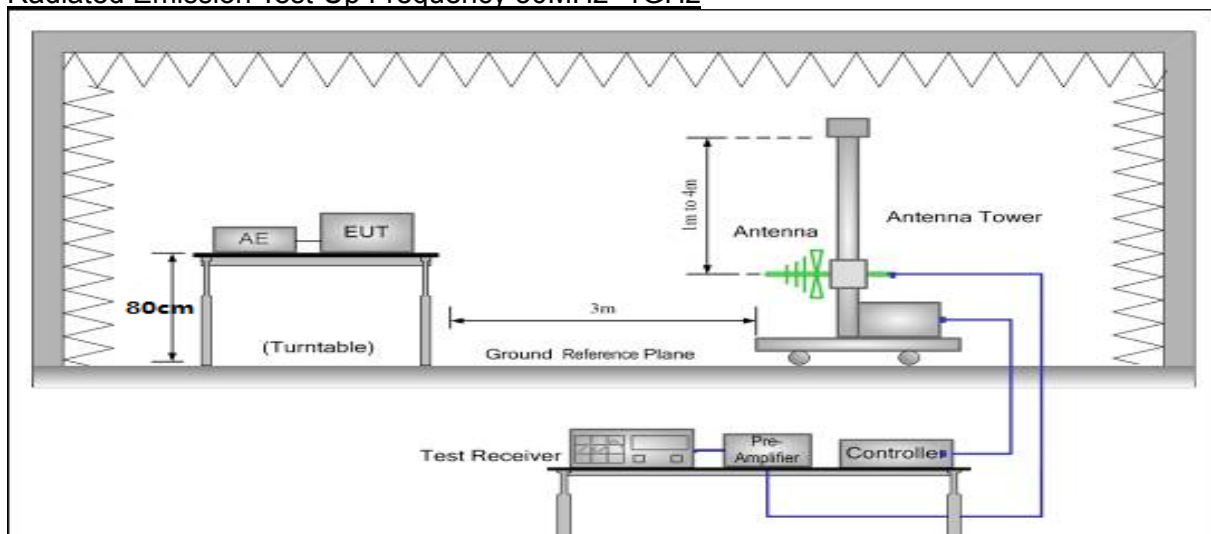 Radiated Emission Test-Up Frequency 30MHz~1GHz
1m to 4m
Antenna Tower
Antenna
AE
EUT
80cm
3m
(Turntable)
Ground Reference Plane
Test Receiver
Pre-
Amplifier
Controller